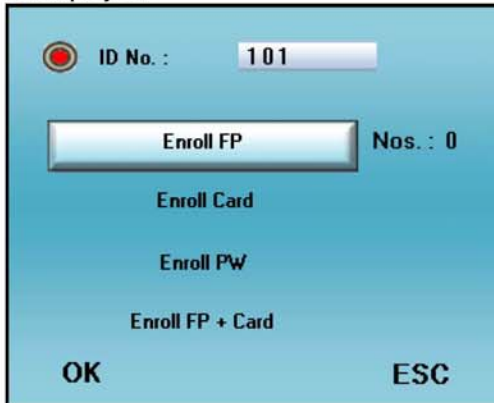 ID No. : 101
Enroll FP Nos. : 0
Enroll Card
Enroll PW
Enroll FP + Card
OK ESC